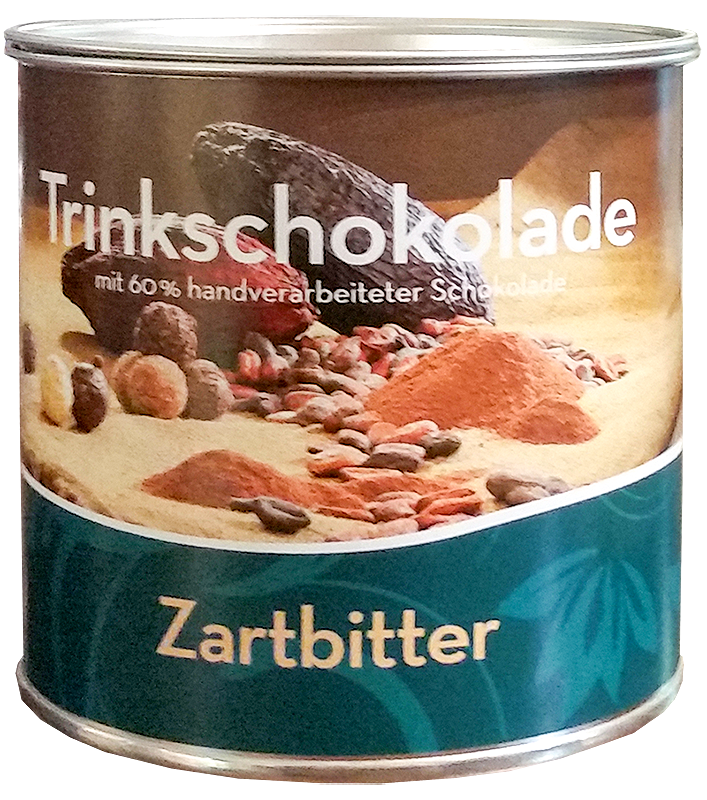 Trinkschokolade
mit 60% handverarbeiteter Schokolade
Zartbitter